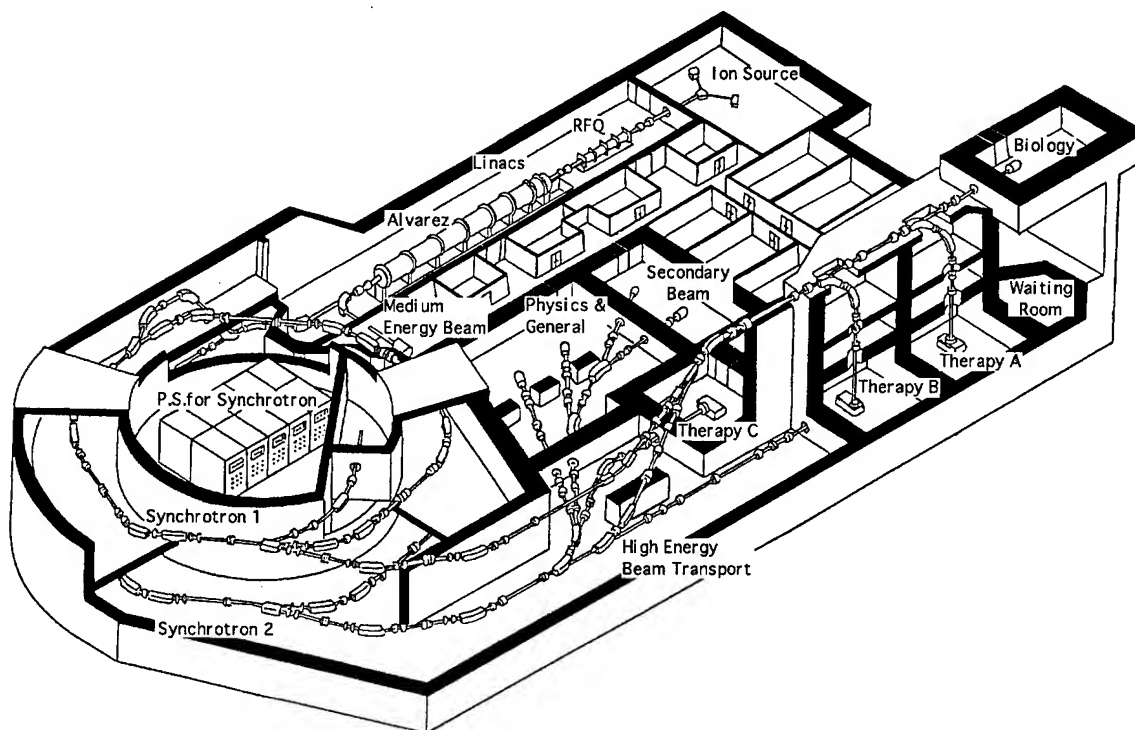 Ion Source
RFQ
Biology
Linacs
Alvarez
Secondary
Beam
Waiting
Room
Medium
Energy Beam
Physics &
General
Therapy A
Therapy B
P.S.for Synchrotron
Therapy C
Synchrotron 1
High Energy
Beam Transport
Synchrotron 2